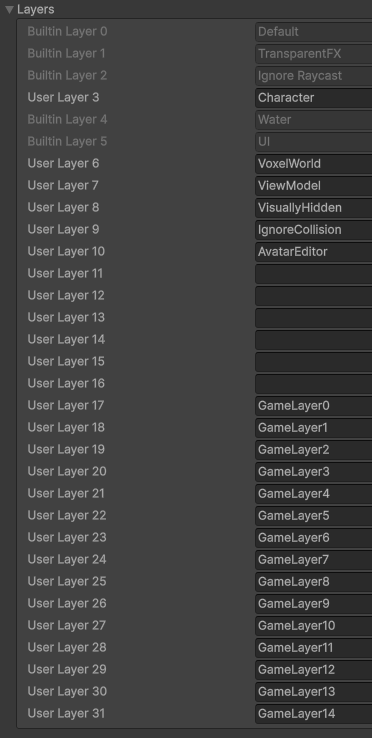 Layers
Builtin Layer 0 Default
Builtin Layer 1 TransparentFX
Builtin Layer 2 Ignore Raycast
User Layer 3 Character
Builtin Layer 4 Water
Builtin Layer 5 UI
User Layer 6 VoxelWorld
User Layer 7 ViewModel
User Layer 8 VisuallyHidden
User Layer 9 IgnoreCollision
User Layer 10 AvatarEditor
User Layer 11
User Layer 12
User Layer 13
User Layer 14
User Layer 15
User Layer 16
User Layer 17 GameLayer0
User Layer 18 GameLayer1
User Layer 19 GameLayer2
User Layer 20 GameLayer3
User Layer 21 GameLayer4
User Layer 22 GameLayer5
User Layer 23 GameLayer6
User Layer 24 GameLayer7
User Layer 25 GameLayer8
User Layer 26 GameLayer9
User Layer 27 GameLayer10
User Layer 28 GameLayer11
User Layer 29 GameLayer12
User Layer 30 GameLayer13
User Layer 31 GameLayer14